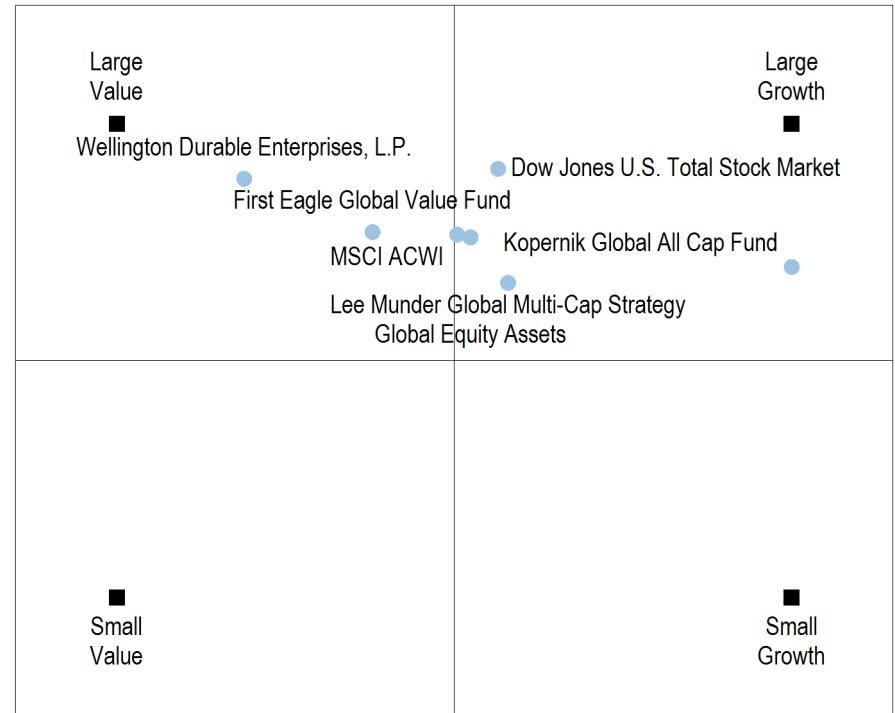 Large
Value
Large
Growth
Wellington Durable Enterprises, L.P.
Dow Jones U.S. Total Stock Market
First Eagle Global Value Fund
MSCI ACWI
Kopernik Global All Cap Fund
Lee Munder Global Multi-Cap Strategy
Global Equity Assets
Small
Value
Small
Growth